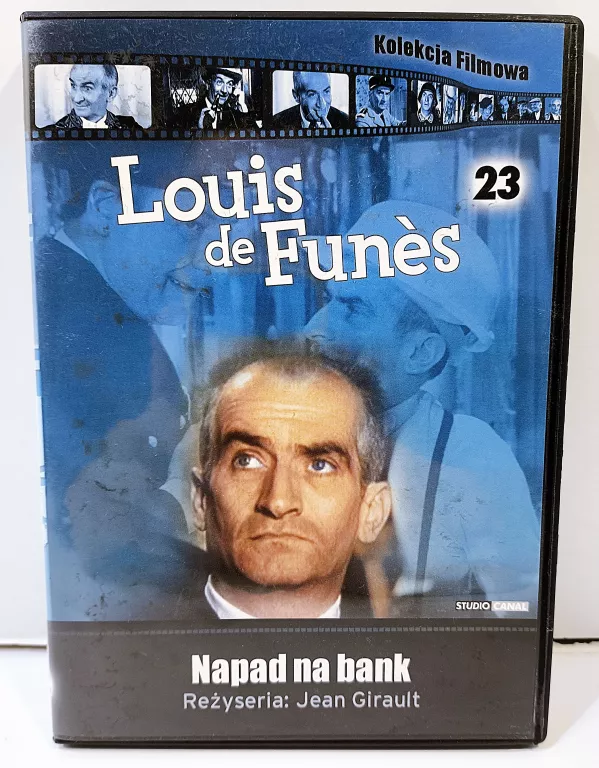 Kolekcja Filmowa
Louis
de Funès
23
STUDIO CANAL
Napad na bank
Reżyseria: Jean Girault